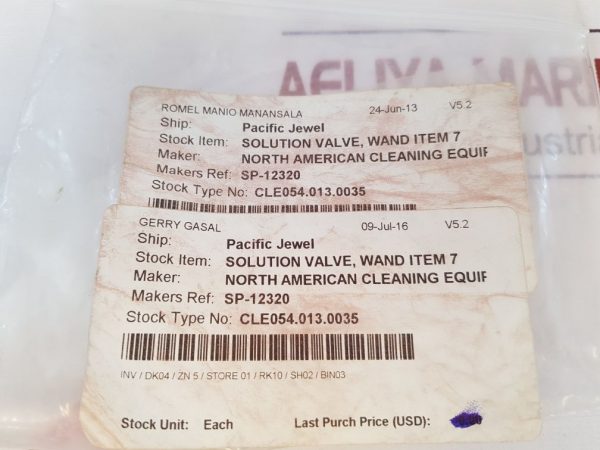 AELIYA MARI
ndustria
ROMEL MANIO MANANSALA 24-Jun-13 V5.2
Ship: Pacific Jewel
Stock Item: SOLUTION VALVE, WAND ITEM 7
Maker: NORTH AMERICAN CLEANING EQUIF
Makers Ref: SP-12320
Stock Type No: CLE054.013.0035
GERRY GASAL 09-Jul-16 V5.2
Ship: Pacific Jewel
Stock Item: SOLUTION VALVE, WAND ITEM 7
Maker: NORTH AMERICAN CLEANING EQUIF
Makers Ref: SP-12320
Stock Type No: CLE054.013.0035
INV / DK04 / ZN 5 / STORE 01 / RK10 / SH02 / BIN03
Stock Unit: Each Last Purch Price (USD):